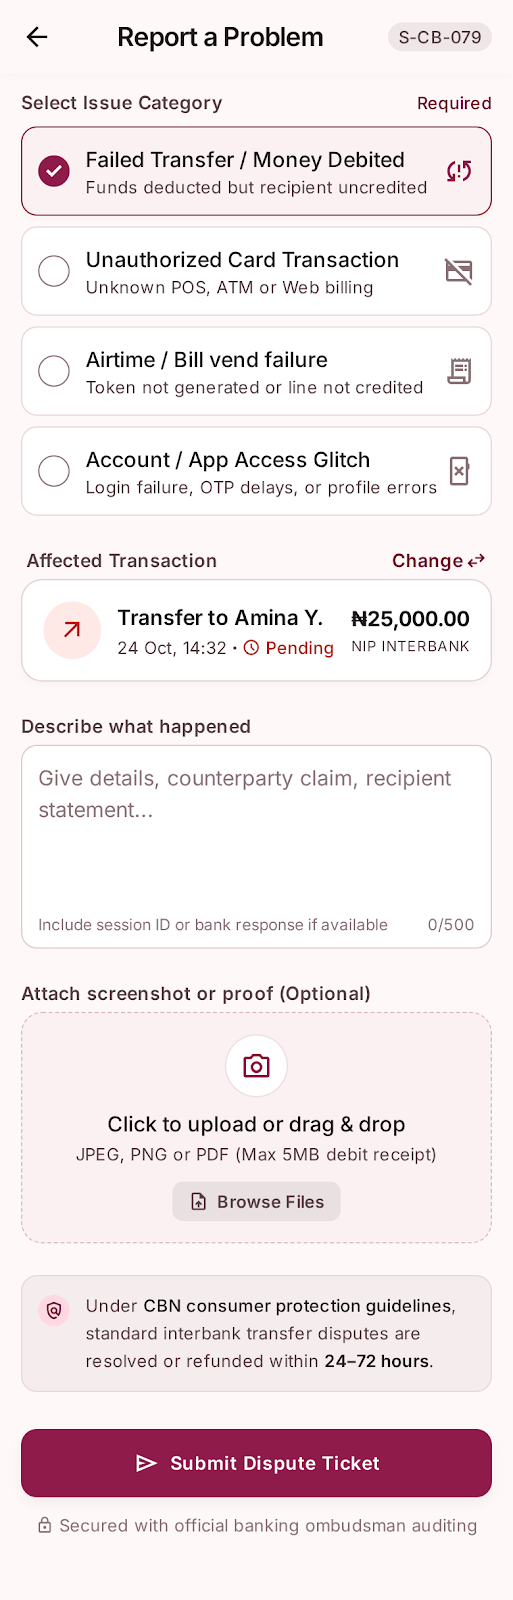 Report a Problem
S-CB-079
Select Issue Category
Required
Failed Transfer / Money Debited
Funds deducted but recipient uncredited
Unauthorized Card Transaction
Unknown POS, ATM or Web billing
Airtime / Bill vend failure
Token not generated or line not credited
Account / App Access Glitch
Login failure, OTP delays, or profile errors
Affected Transaction
Change
Transfer to Amina Y.
₦25,000.00
24 Oct, 14:32 • Pending
NIP INTERBANK
Describe what happened
Give details, counterparty claim, recipient
statement...
Include session ID or bank response if available
0/500
Attach screenshot or proof (Optional)
Click to upload or drag & drop
JPEG, PNG or PDF (Max 5MB debit receipt)
Browse Files
Under CBN consumer protection guidelines,
standard interbank transfer disputes are
resolved or refunded within 24–72 hours.
Submit Dispute Ticket
Secured with official banking ombudsman auditing